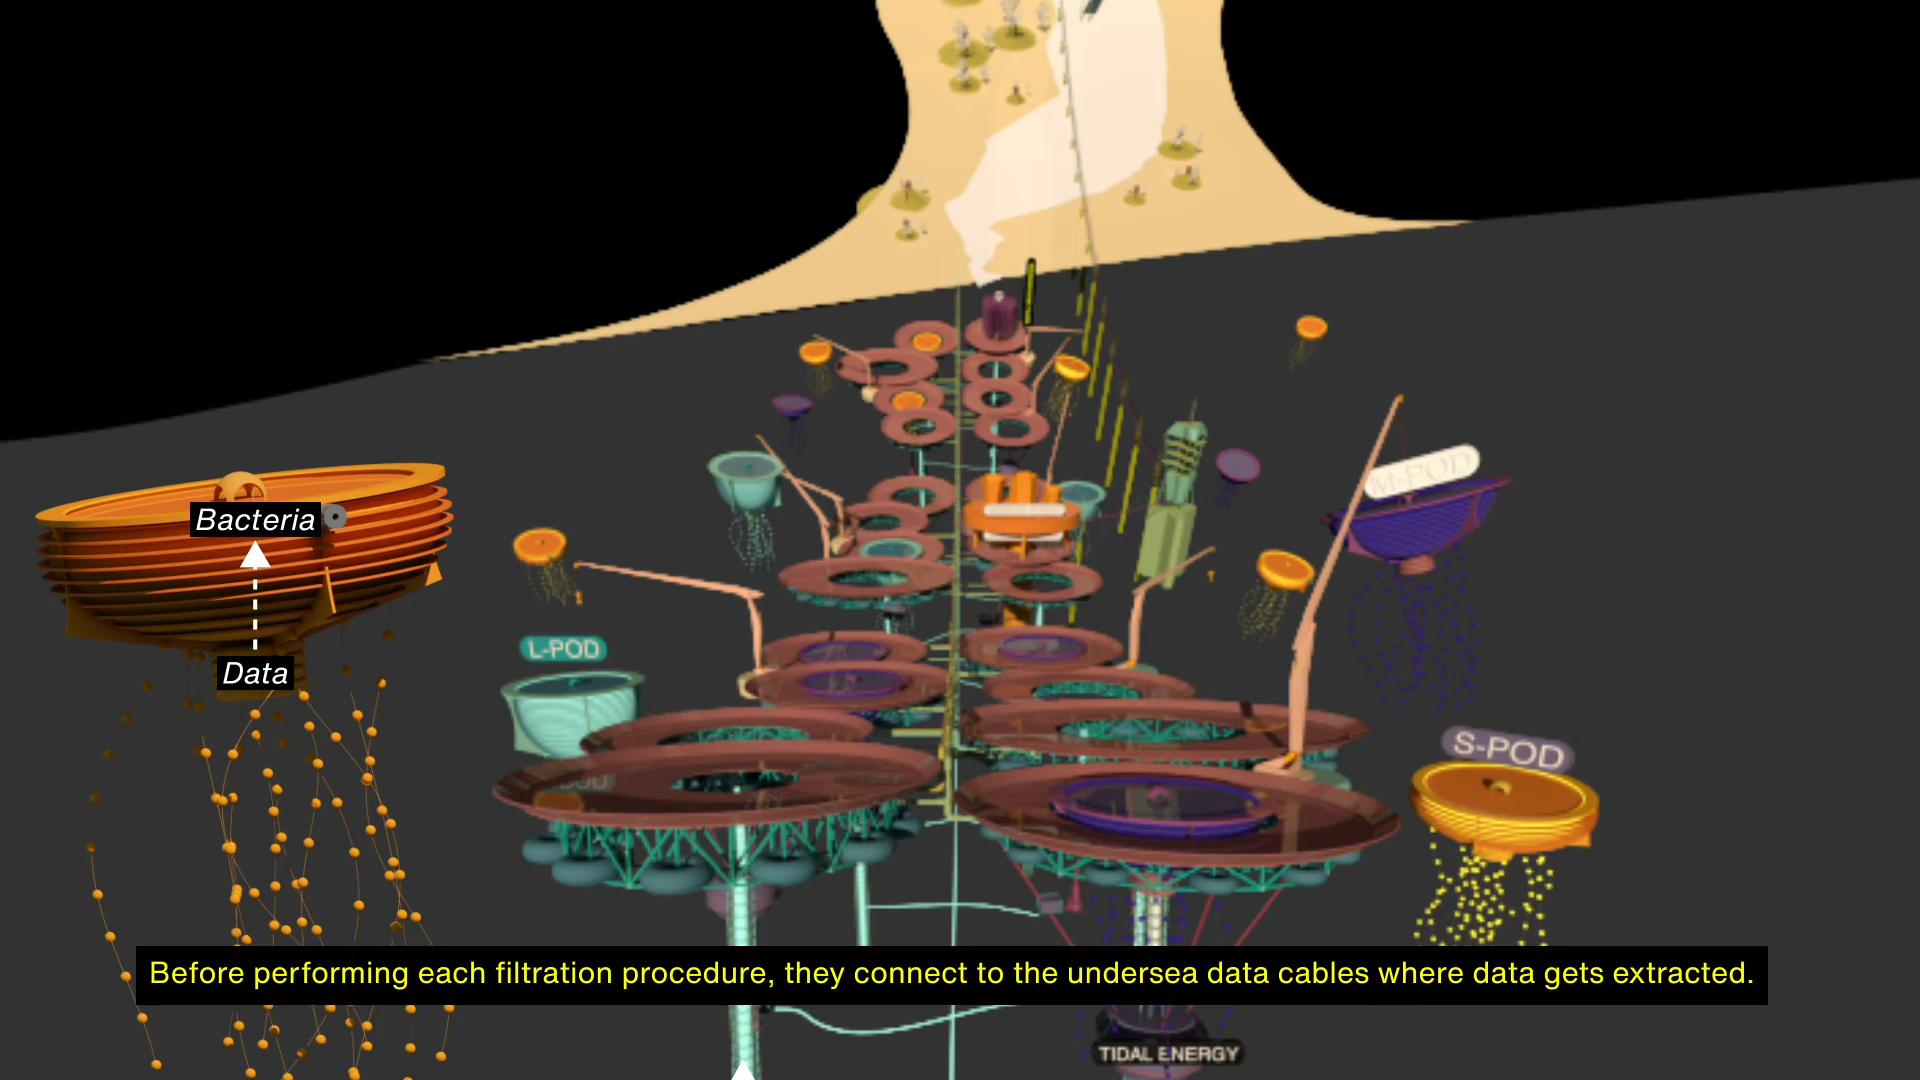 M-POD
Bacteria
L-POD
Data
S-POD
Before performing each filtration procedure, they connect to the undersea data cables where data gets extracted.
TIDAL ENERGY